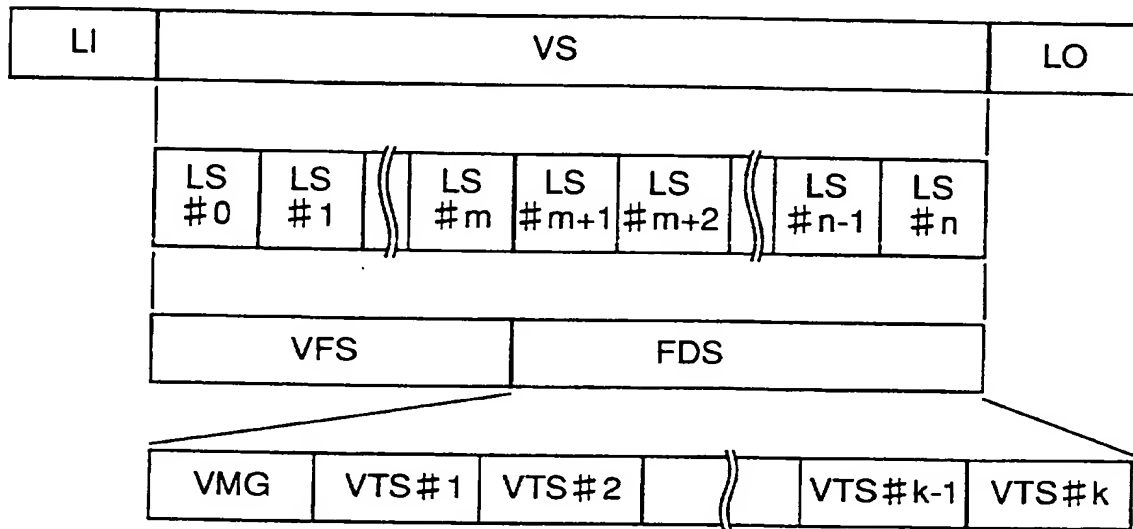 LI VS LO
LS LS LS LS LS LS LS
#0 #1 #m #m+1 #m+2 #n-1 #n
VFS FDS
VMG VTS#1 VTS#2 VTS#k-1 VTS#k